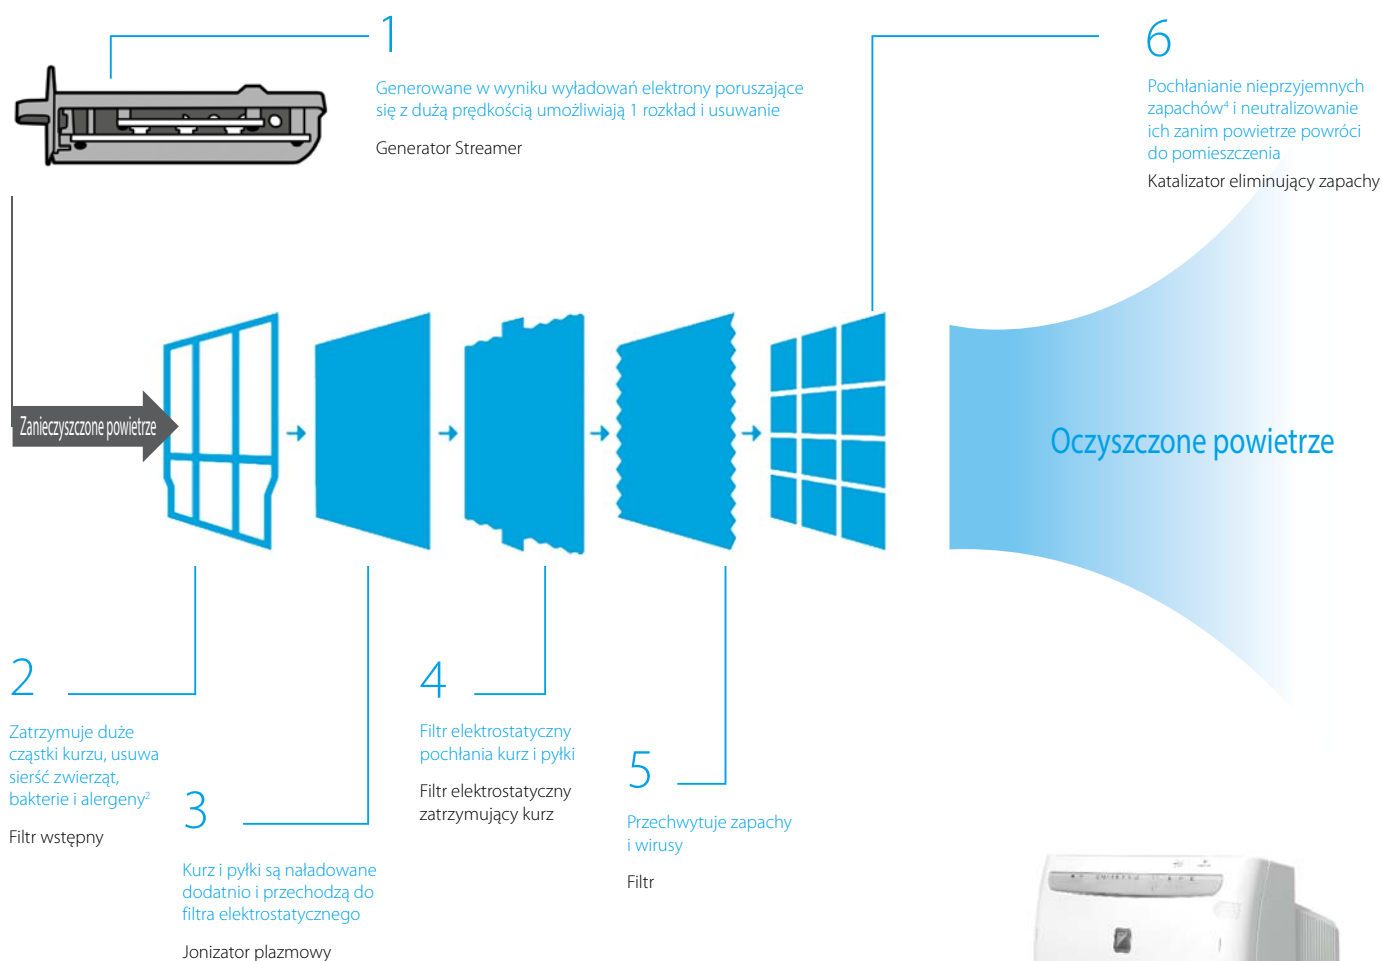 1
Generowane w wyniku wyładowań elektrony poruszające
się z dużą prędkością umożliwiają 1 rozkład i usuwanie
Generator Streamer
6
Pochłanianie nieprzyjemnych
zapachów⁴ i neutralizowanie
ich zanim powietrze powróci
do pomieszczenia
Katalizator eliminujący zapachy
Zanieczyszczone powietrze
Oczyszczone powietrze
2
Zatrzymuje duże
cząstki kurzu, usuwa
sierść zwierząt,
bakterie i alergeny²
Filtr wstępny
3
Kurz i pyłki są naładowane
dodatnio i przechodzą do
filtra elektrostatycznego
Jonizator plazmowy
4
Filtr elektrostatyczny
pochłania kurz i pyłki
Filtr elektrostatyczny
zatrzymujący kurz
5
Przechwytuje zapachy
i wirusy
Filtr